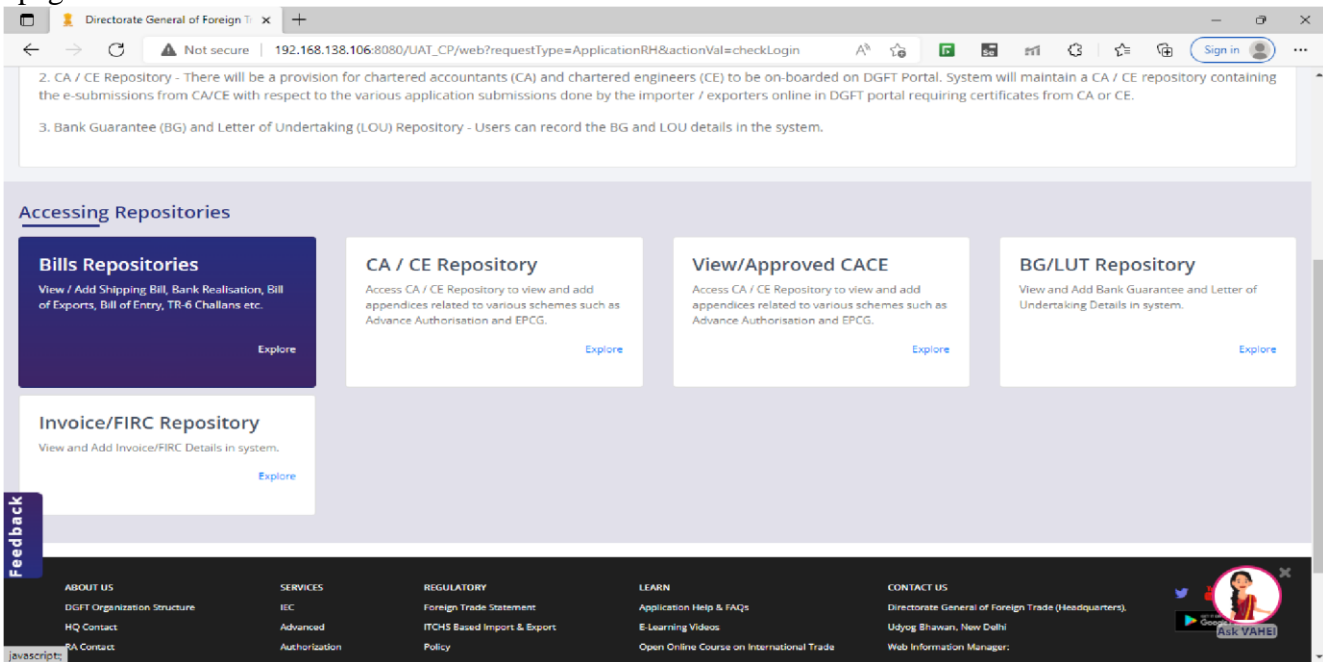 Directorate General of Foreign Tr
Not secure
192.168.138.106:8080/UAT_CP/web?requestType=ApplicationRH&actionVal=checkLogin
Sign in
2. CA / CE Repository - There will be a provision for chartered accountants (CA) and chartered engineers (CE) to be on-boarded on DGFT Portal. System will maintain a CA / CE repository containing
the e-submissions from CA/CE with respect to the various application submissions done by the importer / exporters online in DGFT portal requiring certificates from CA or CE.
3. Bank Guarantee (BG) and Letter of Undertaking (LOU) Repository - Users can record the BG and LOU details in the system.
Accessing Repositories
Bills Repositories
View / Add Shipping Bill, Bank Realisation, Bill
of Exports, Bill of Entry, TR-6 Challans etc.
Explore
CA / CE Repository
Access CA / CE Repository to view and add
appendices related to various schemes such as
Advance Authorisation and EPCG.
Explore
View/Approved CACE
Access CA / CE Repository to view and add
appendices related to various schemes such as
Advance Authorisation and EPCG.
Explore
BG/LUT Repository
View and Add Bank Guarantee and Letter of
Undertaking Details in system.
Explore
Invoice/FIRC Repository
View and Add Invoice/FIRC Details in system.
Explore
Feedback
ABOUT US
DGFT Organization Structure
HQ Contact
RA Contact
SERVICES
IEC
Advanced
Authorization
REGULATORY
Foreign Trade Statement
ITCHS Based Import & Export
Policy
LEARN
Application Help & FAQs
E-Learning Videos
Open Online Course on International Trade
CONTACT US
Directorate General of Foreign Trade (Headquarters),
Udyog Bhawan, New Delhi
Web Information Manager:
Ask VAHEI
javascript:;